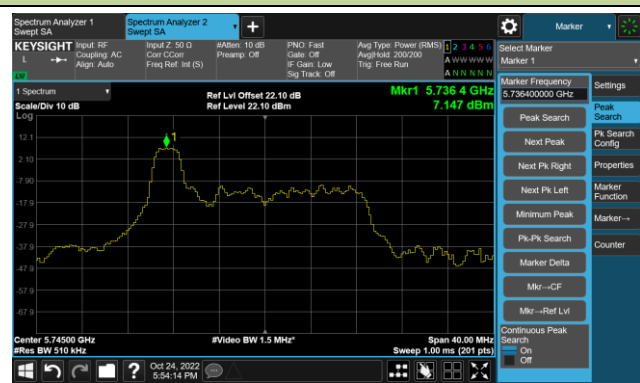 Spectrum Analyzer 1
Swept SA
Spectrum Analyzer 2
Swept SA
Marker
KEYSIGHT
L
LW
Input: RF
Coupling: AC
Align: Auto
Input Z: 50 Ω
Corr CCorr
Freq Ref: Int (S)
#Atten: 10 dB
Preamp: Off
PNO: Fast
Gate: Off
IF Gain: Low
Sig Track: Off
Avg Type: Power (RMS)
Avg|Hold: 200/200
Trig: Free Run
1 2 3 4 5 6
A W W W W W
A N N N N N
1 Spectrum
Scale/Div 10 dB
Log
Ref Lvl Offset 22.10 dB
Ref Level 22.10 dBm
Mkr1 5.736 4 GHz
7.147 dBm
1
12.1
2.10
-7.90
-17.9
-27.9
-37.9
-47.9
-57.9
-67.9
Center 5.74500 GHz
#Res BW 510 kHz
#Video BW 1.5 MHz*
Span 40.00 MHz
Sweep 1.00 ms (201 pts)
Oct 24, 2022
5:54:14 PM
Select Marker
Marker 1
Marker Frequency
5.736400000 GHz
Peak Search
Next Peak
Next Pk Right
Next Pk Left
Minimum Peak
Pk-Pk Search
Marker Delta
Mkr→CF
Mkr→Ref Lvl
Continuous Peak
Search
On
Off
Settings
Peak
Search
Pk Search
Config
Properties
Marker
Function
Marker→
Counter